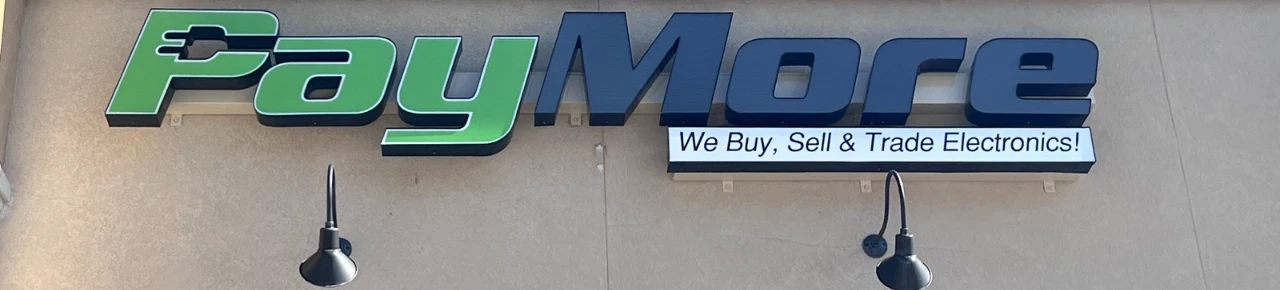 PayMore
We Buy, Sell & Trade Electronics!